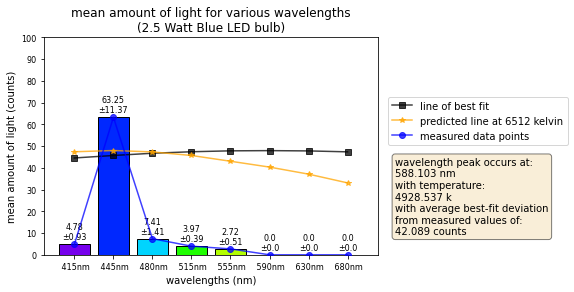 mean amount of light for various wavelengths
(2.5 Watt Blue LED bulb)
mean amount of light (counts)
100
90
80
70
60
50
40
30
20
10
0
4.78
±0.93
63.25
±11.37
7.41
±1.41
3.97
±0.39
2.72
±0.51
0.0
±0.0
0.0
±0.0
0.0
±0.0
415nm 445nm 480nm 515nm 555nm 590nm 630nm 680nm
wavelengths (nm)
line of best fit
predicted line at 6512 kelvin
measured data points
wavelength peak occurs at:
588.103 nm
with temperature:
4928.537 k
with average best-fit deviation
from measured values of:
42.089 counts